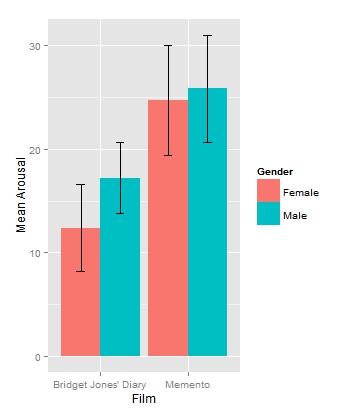 30
20
10
0
Mean Arousal
Bridget Jones' Diary
Memento
Film
Gender
Female
Male